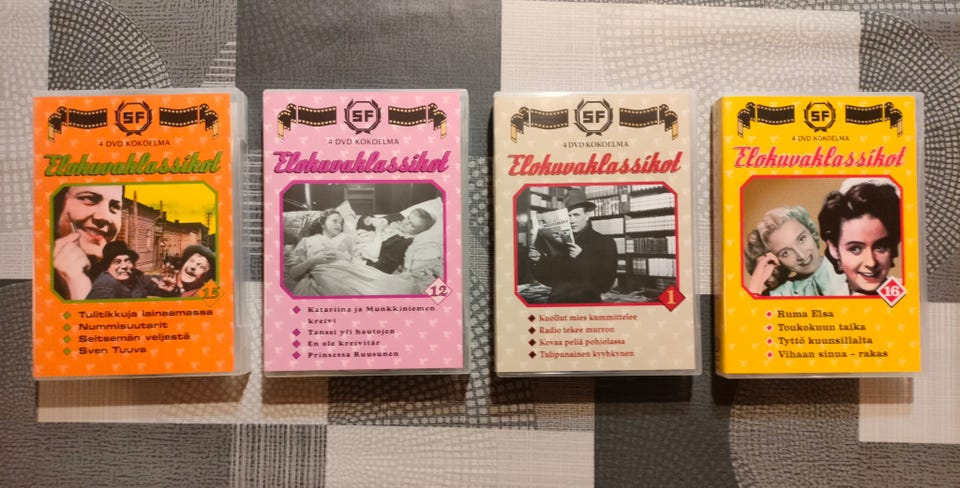 SF
4 DVD KOKOELMA
Elokuvaklassikot
15
Tulitikkuja lainaamassa
Nummisuutarit
Seitsemän veljestä
Sven Tuuva
SF
4 DVD KOKOELMA
Elokuvaklassikot
12
Katariina ja Munkkiniemen
kreivi
Tanssi yli hautojen
En ole kreivitär
Prinsessa Ruusunen
SF
4 DVD KOKOELMA
Elokuvaklassikot
1
Kuollut mies kummittelee
Radio tekee murron
Kovaa peliä pohjolassa
Tulipunainen kyyhkynen
SF
4 DVD KOKOELMA
Elokuvaklassikot
16
Ruma Elsa
Toukokuun taika
Tyttö kuunsillalta
Vihaan sinua – rakas